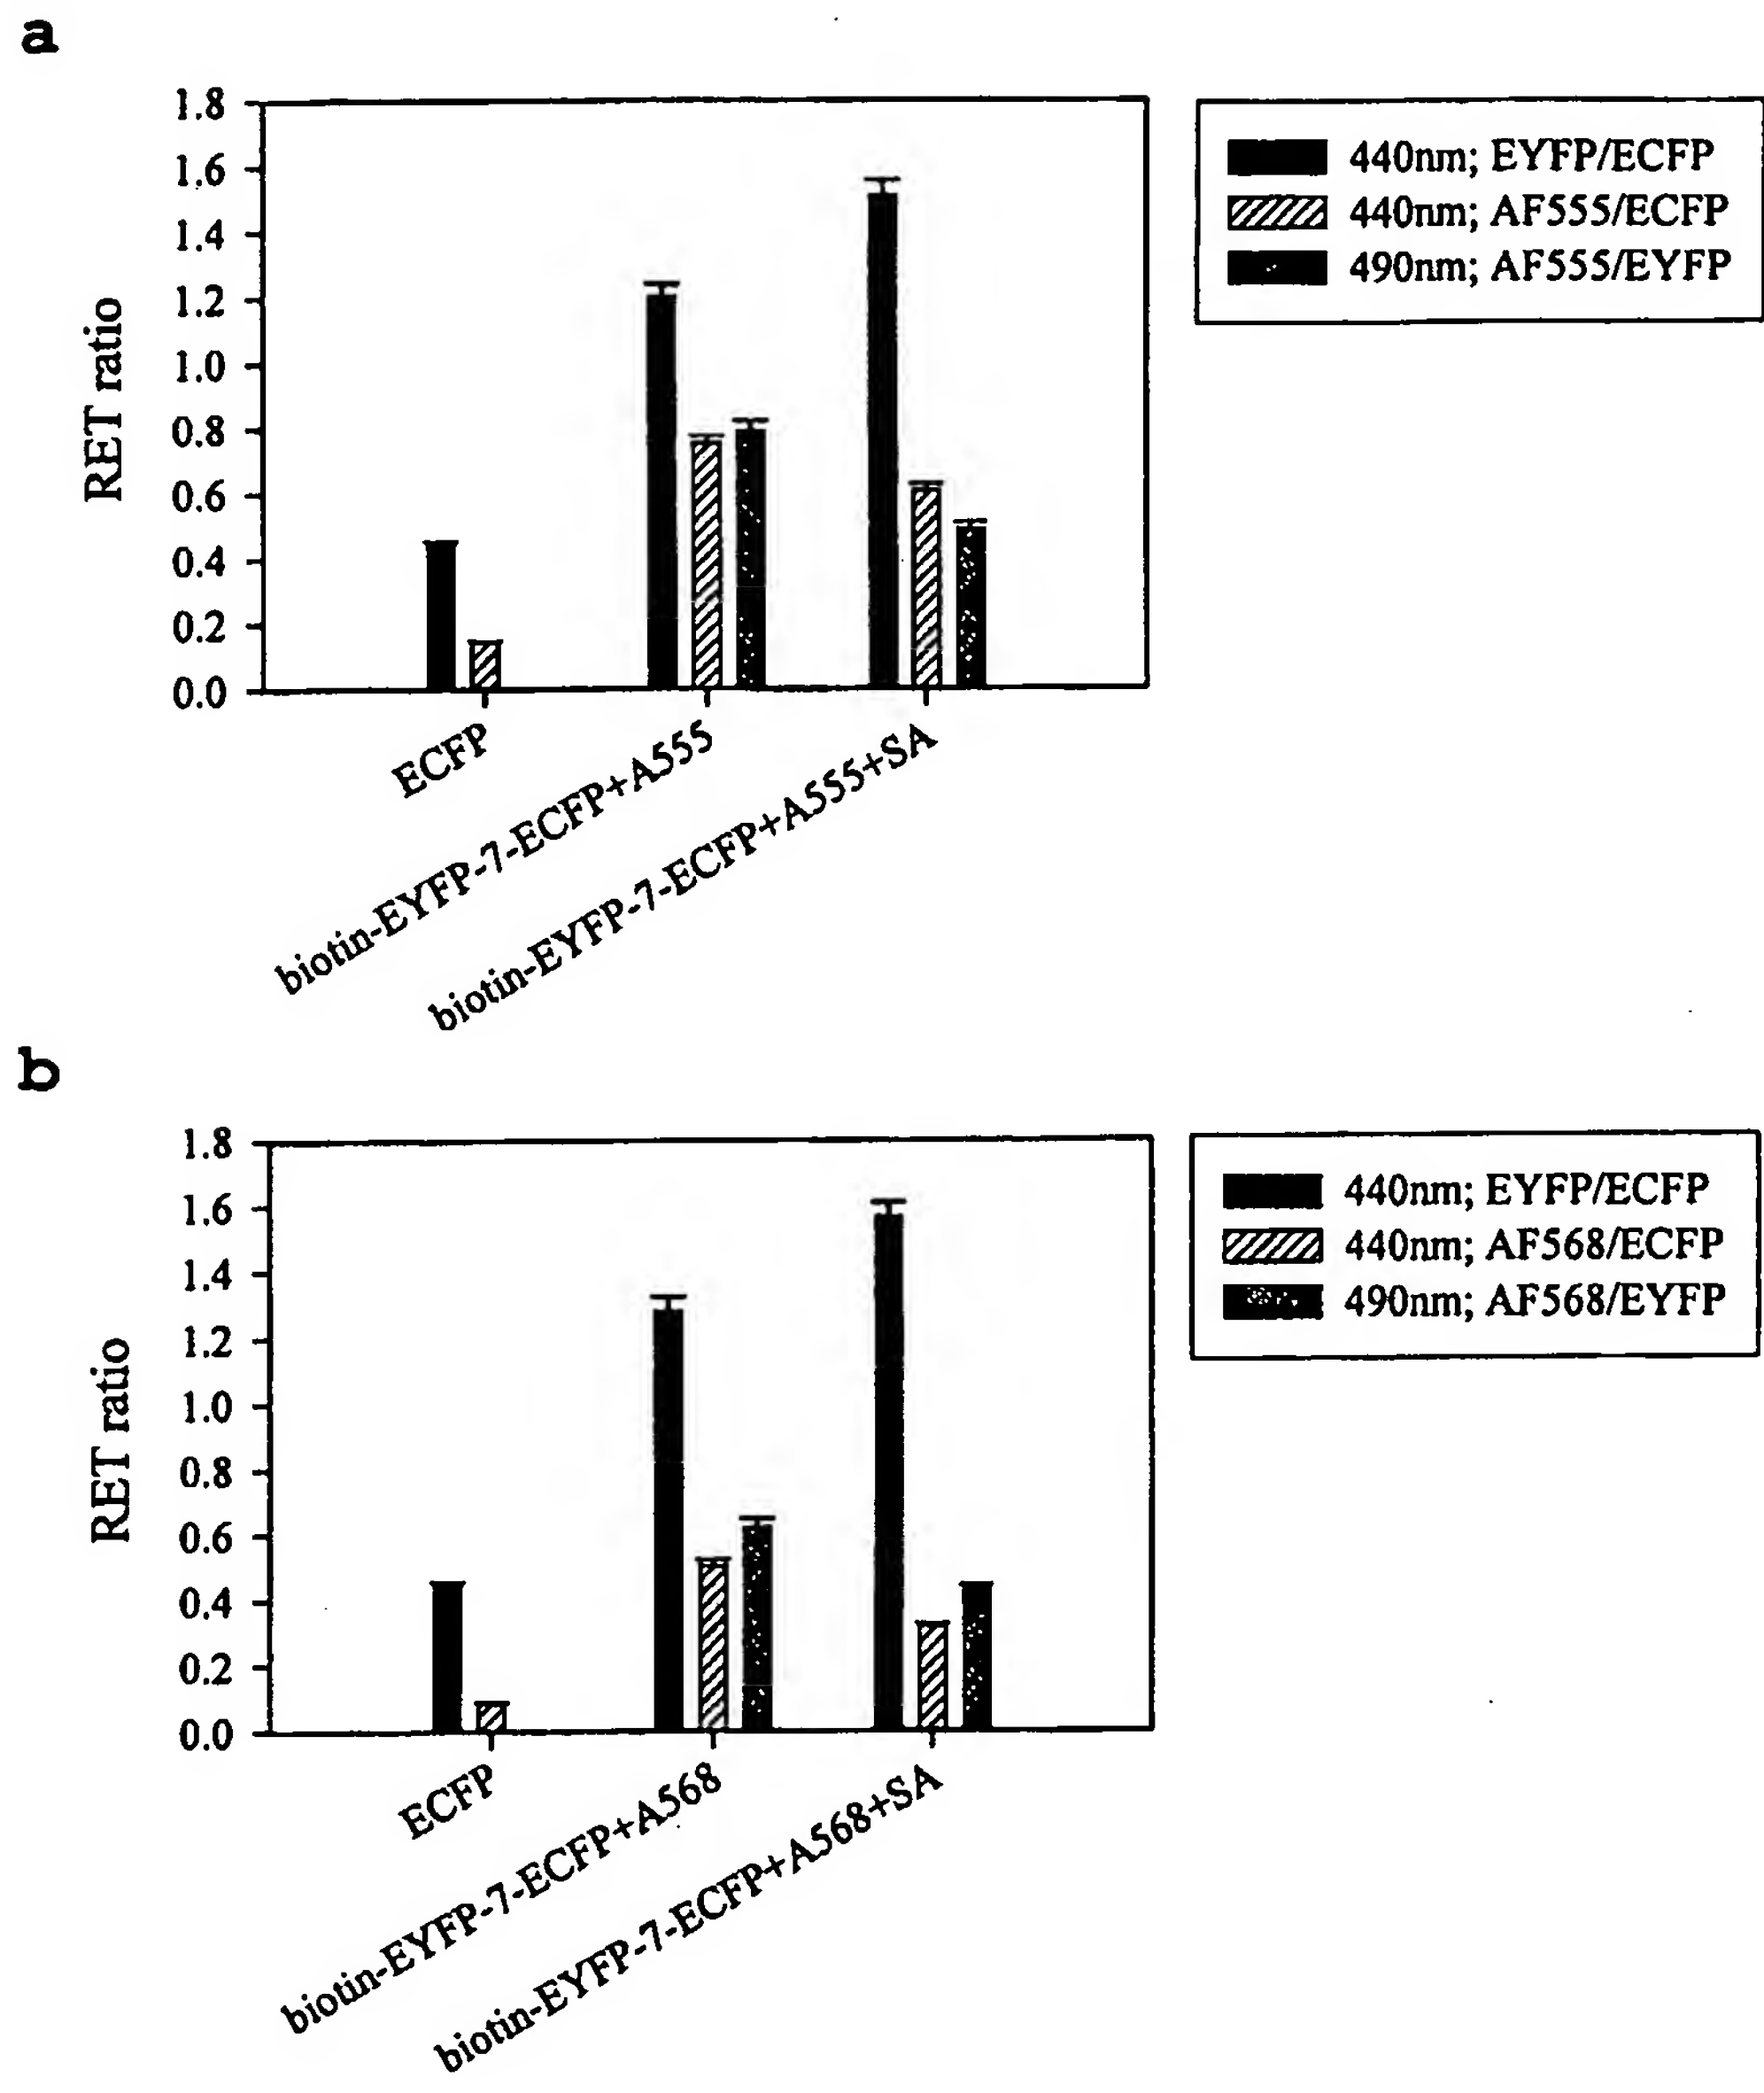 a
1.8
1.6
1.4
1.2
1.0
0.8
0.6
0.4
0.2
0.0
RET ratio
440nm; EYFP/ECFP
440nm; AF555/ECFP
490nm; AF555/EYFP
ECFP
biotin-EYFP-7-ECFP+A555
biotin-EYFP-7-ECFP+A555+SA
b
1.8
1.6
1.4
1.2
1.0
0.8
0.6
0.4
0.2
0.0
RET ratio
440nm; EYFP/ECFP
440nm; AF568/ECFP
490nm; AF568/EYFP
ECFP
biotin-EYFP-7-ECFP+A568
biotin-EYFP-7-ECFP+A568+SA